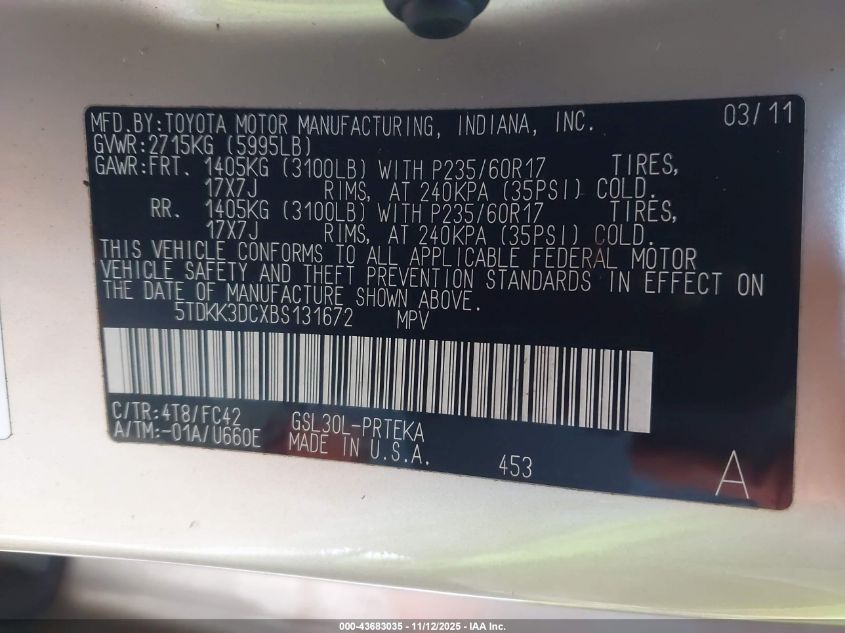 MFD.BY:TOYOTA MOTOR MANUFACTURING, INDIANA, INC. 03/11
GVWR:2715KG (5995LB)
GAWR:FRT. 1405KG (3100LB) WITH P235/60R17 TIRES,
17X7J RIMS, AT 240KPA (35PSI) COLD.
RR. 1405KG (3100LB) WITH P235/60R17 TIRES,
17X7J RIMS, AT 240KPA (35PSI) COLD.
THIS VEHICLE CONFORMS TO ALL APPLICABLE FEDERAL MOTOR
VEHICLE SAFETY AND THEFT PREVENTION STANDARDS IN EFFECT ON
THE DATE OF MANUFACTURE SHOWN ABOVE.
5TDKK3DCXBS131672 MPV
C/TR:4T8/FC42 GSL30L-PRTEKA
A/TM:-01A/U660E MADE IN U.S.A. 453 A
000-43683035 - 11/12/2025 - IAA Inc.